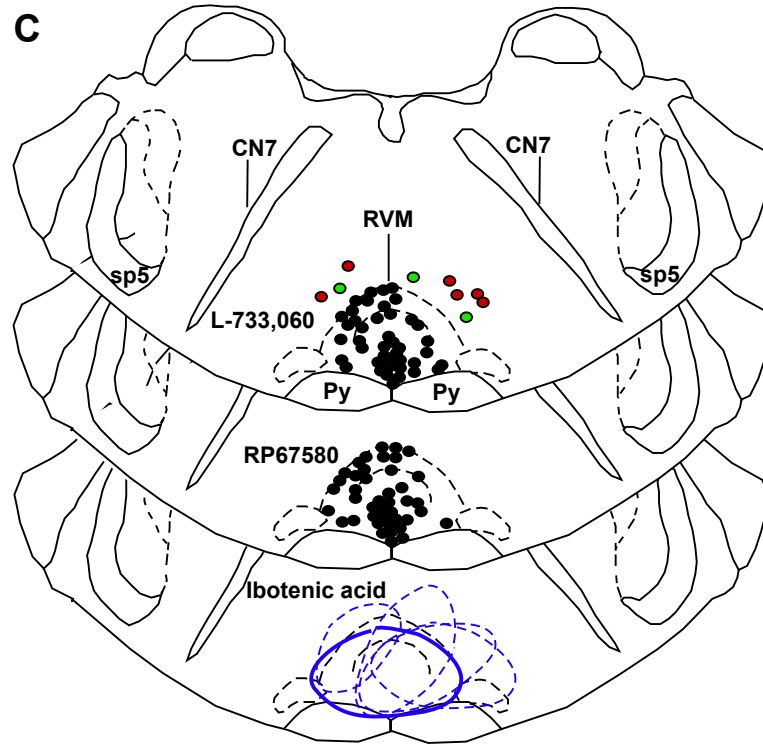 C
CN7
CN7
RVM
sp5
sp5
L-733,060
Py
Py
RP67580
Ibotenic acid